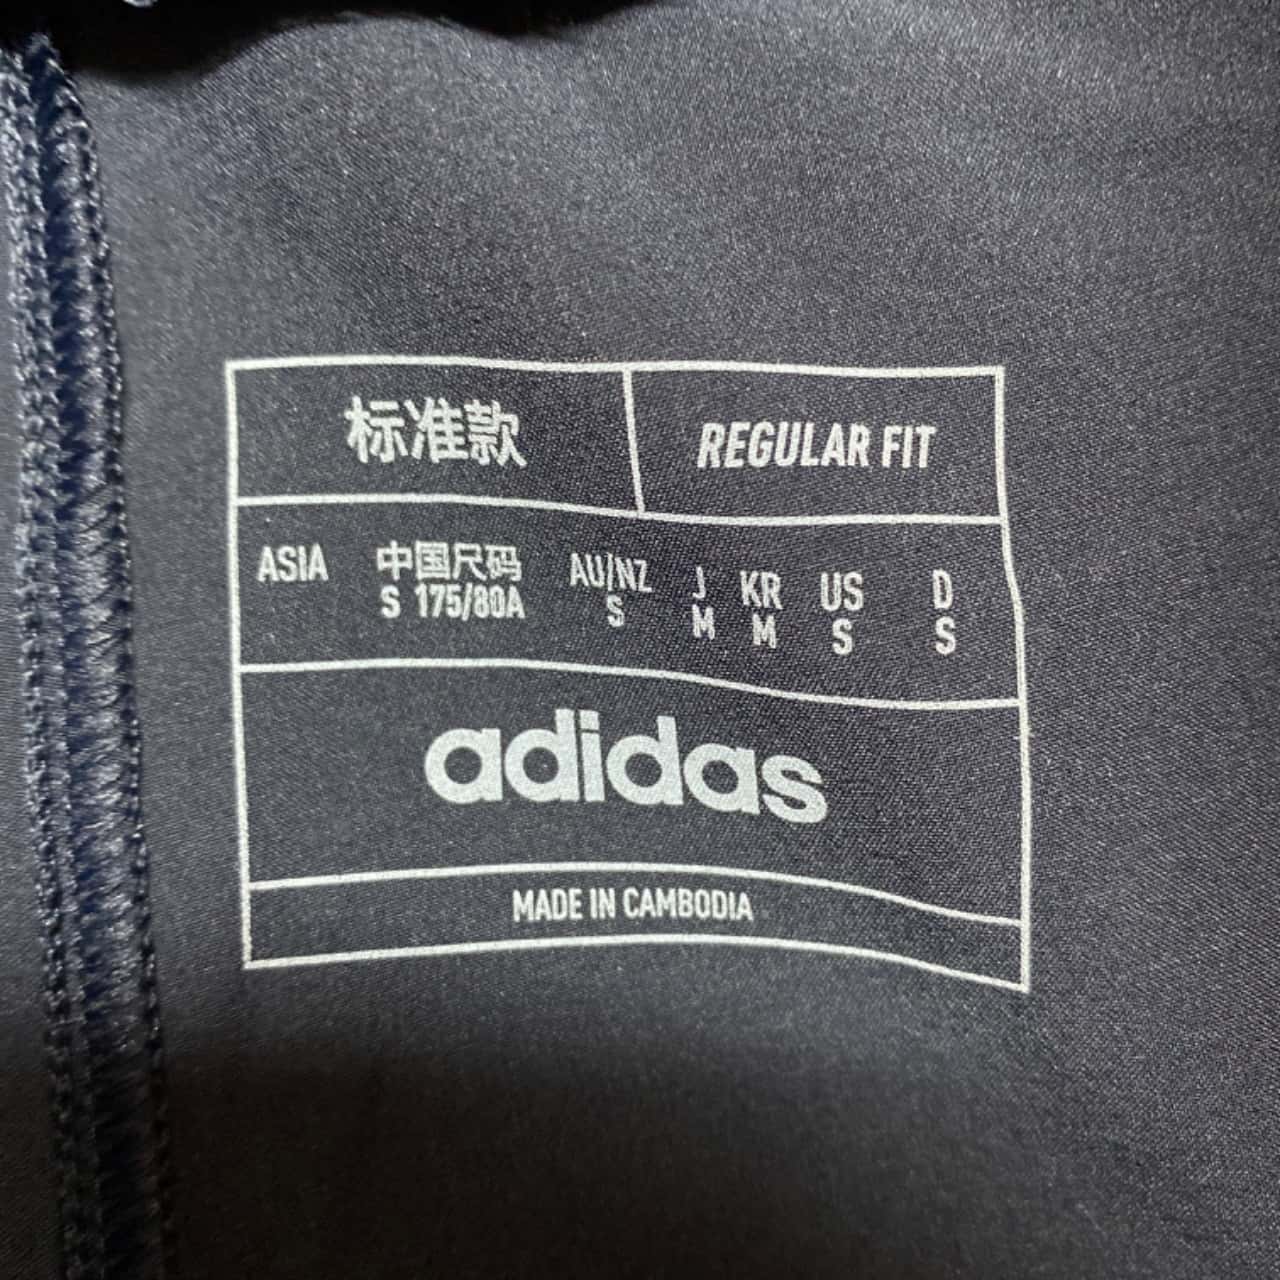 标准款 REGULAR FIT
ASIA 中国尺码 AU/NZ J KR US D
S 175/80A S M M S S
adidas
MADE IN CAMBODIA